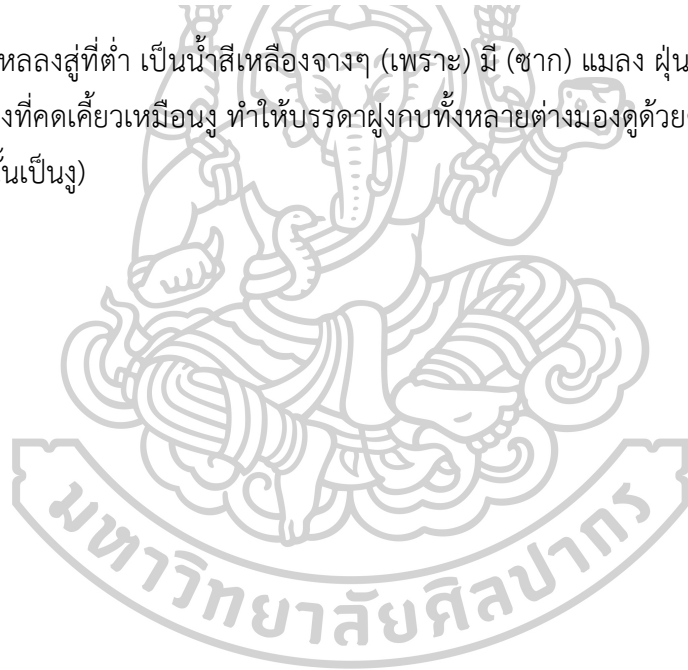 หลลงสู่ที่ต่ำ เป็นน้ำสีเหลืองจางๆ (เพราะ) มี (ซาก) แมลง ฝุ่น
งที่คดเคี้ยวเหมือนงู ทำให้บรรดาฝูงกบทั้งหลายต่างมองดูด้วย
นเป็นงู)
มหาวิทยาลัยศิลปากร